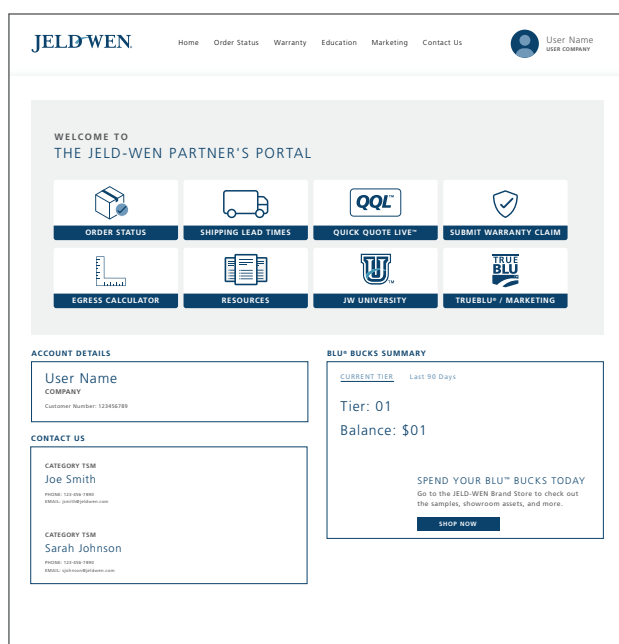 JELD-WEN
Home Order Status Warranty Education Marketing Contact Us
User Name
USER COMPANY
WELCOME TO
THE JELD-WEN PARTNER'S PORTAL
ORDER STATUS
SHIPPING LEAD TIMES
QQL™
QUICK QUOTE LIVE™
SUBMIT WARRANTY CLAIM
EGRESS CALCULATOR
RESOURCES
U™
JW UNIVERSITY
TRUE
BLU
TRUEBLU® / MARKETING
ACCOUNT DETAILS
User Name
COMPANY
Customer Number: 123456789
CONTACT US
CATEGORY TSM
Joe Smith
PHONE: 123-456-7890
EMAIL: jsmith@jeldwen.com
CATEGORY TSM
Sarah Johnson
PHONE: 123-456-7890
EMAIL: sjohnson@jeldwen.com
BLU® BUCKS SUMMARY
CURRENT TIER Last 90 Days
Tier: 01
Balance: $01
SPEND YOUR BLU™ BUCKS TODAY
Go to the JELD-WEN Brand Store to check out
the samples, showroom assets, and more.
SHOP NOW